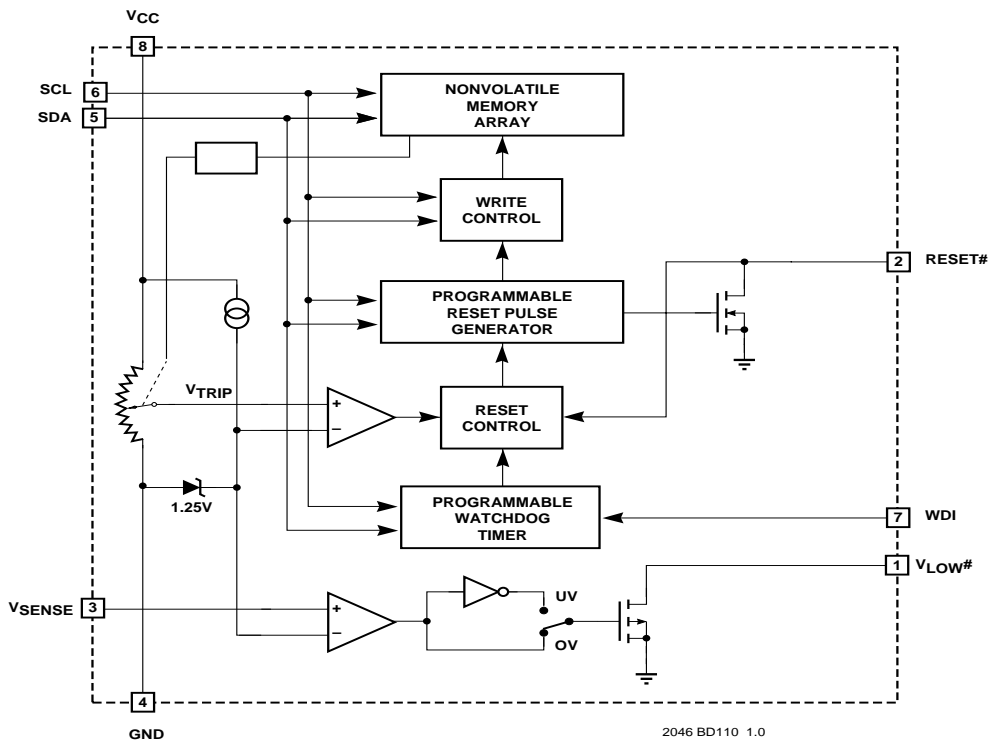 VCC
8
SCL
6
SDA
5
NONVOLATILE
MEMORY
ARRAY
WRITE
CONTROL
2
RESET#
PROGRAMMABLE
RESET PULSE
GENERATOR
VTRIP
+
−
RESET
CONTROL
1.25V
PROGRAMMABLE
WATCHDOG
TIMER
7
WDI
1
VLOW#
VSENSE
3
+
−
UV
OV
4
GND
2046 BD110 1.0